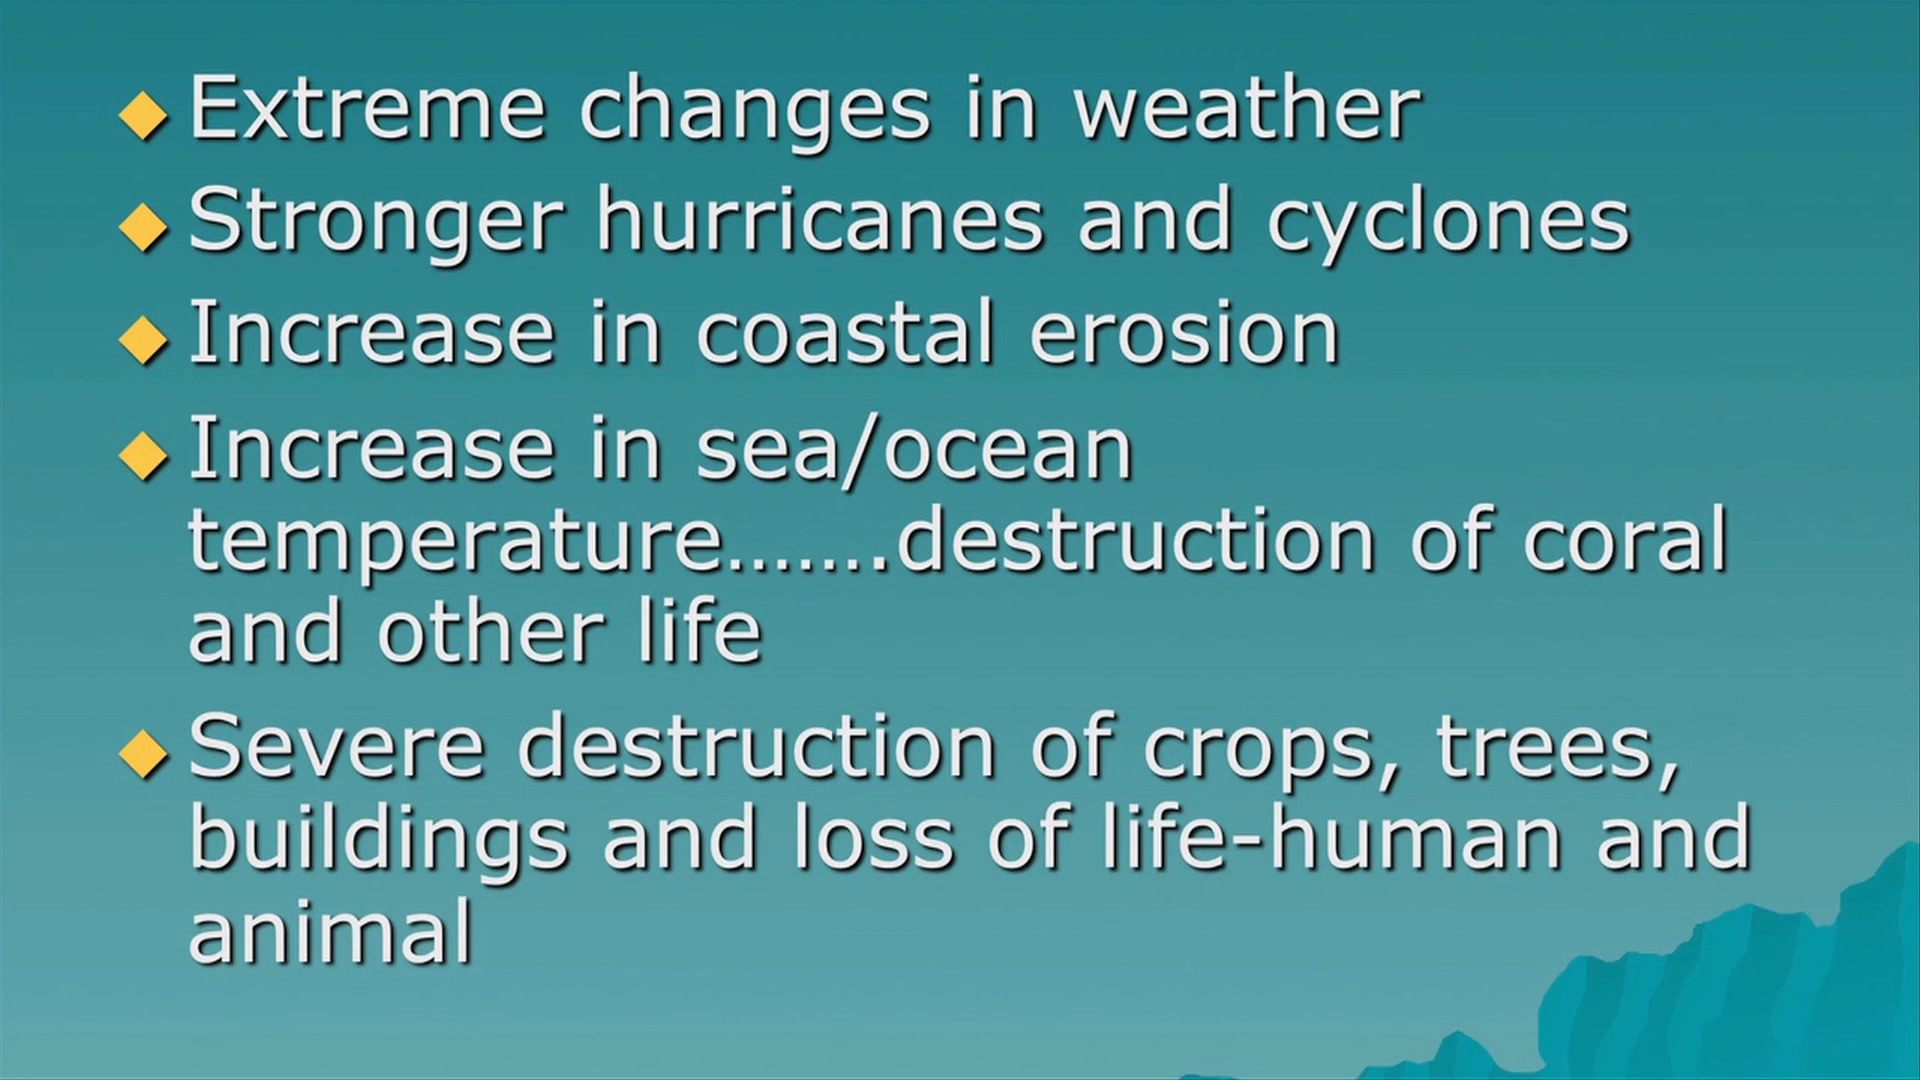 Extreme changes in weather
Stronger hurricanes and cyclones
Increase in coastal erosion
Increase in sea/ocean
temperature…….destruction of coral
and other life
Severe destruction of crops, trees,
buildings and loss of life-human and
animal